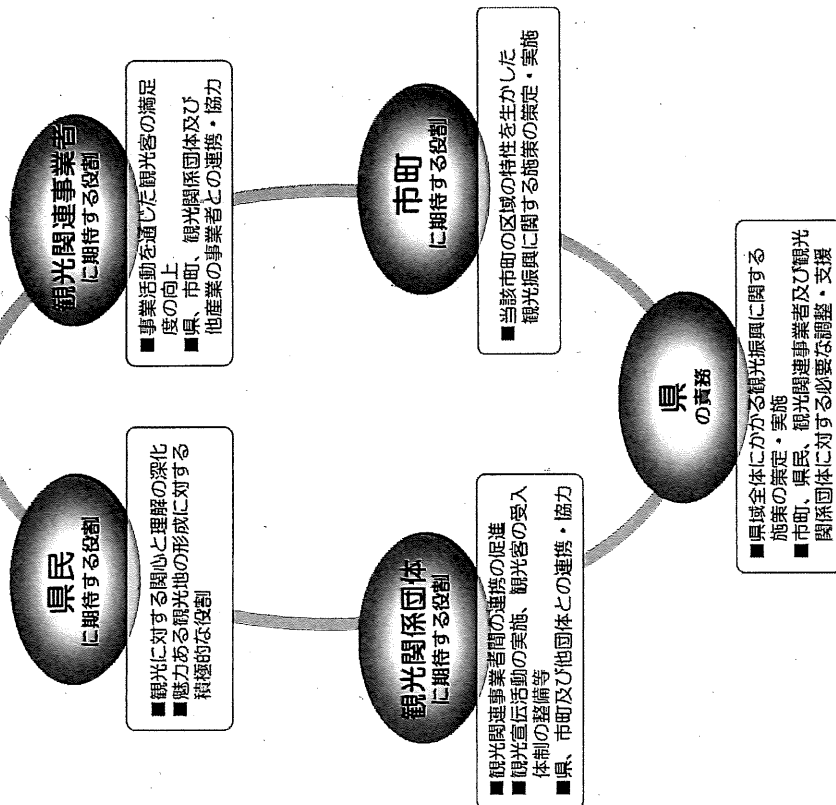 県民
に期待する役割
■観光に対する関心と理解の深化
■魅力ある観光地の形成に対する
積極的な役割
観光関連事業者
に期待する役割
■事業活動を通じた観光客の満足
度の向上
■県、市町、観光関係団体及び
他産業の事業者との連携・協力
観光関係団体
に期待する役割
■観光関連事業者間の連携の促進
■観光宣伝活動の実施、観光客の受入
体制の整備等
■県、市町及び他団体との連携・協力
市町
に期待する役割
■当該市町の区域の特性を生かした
観光振興に関する施策の策定・実施
県
の責務
■県域全体にかかる観光振興に関する
施策の策定・実施
■市町、県民、観光関連事業者及び観光
関係団体に対する必要な調整・支援